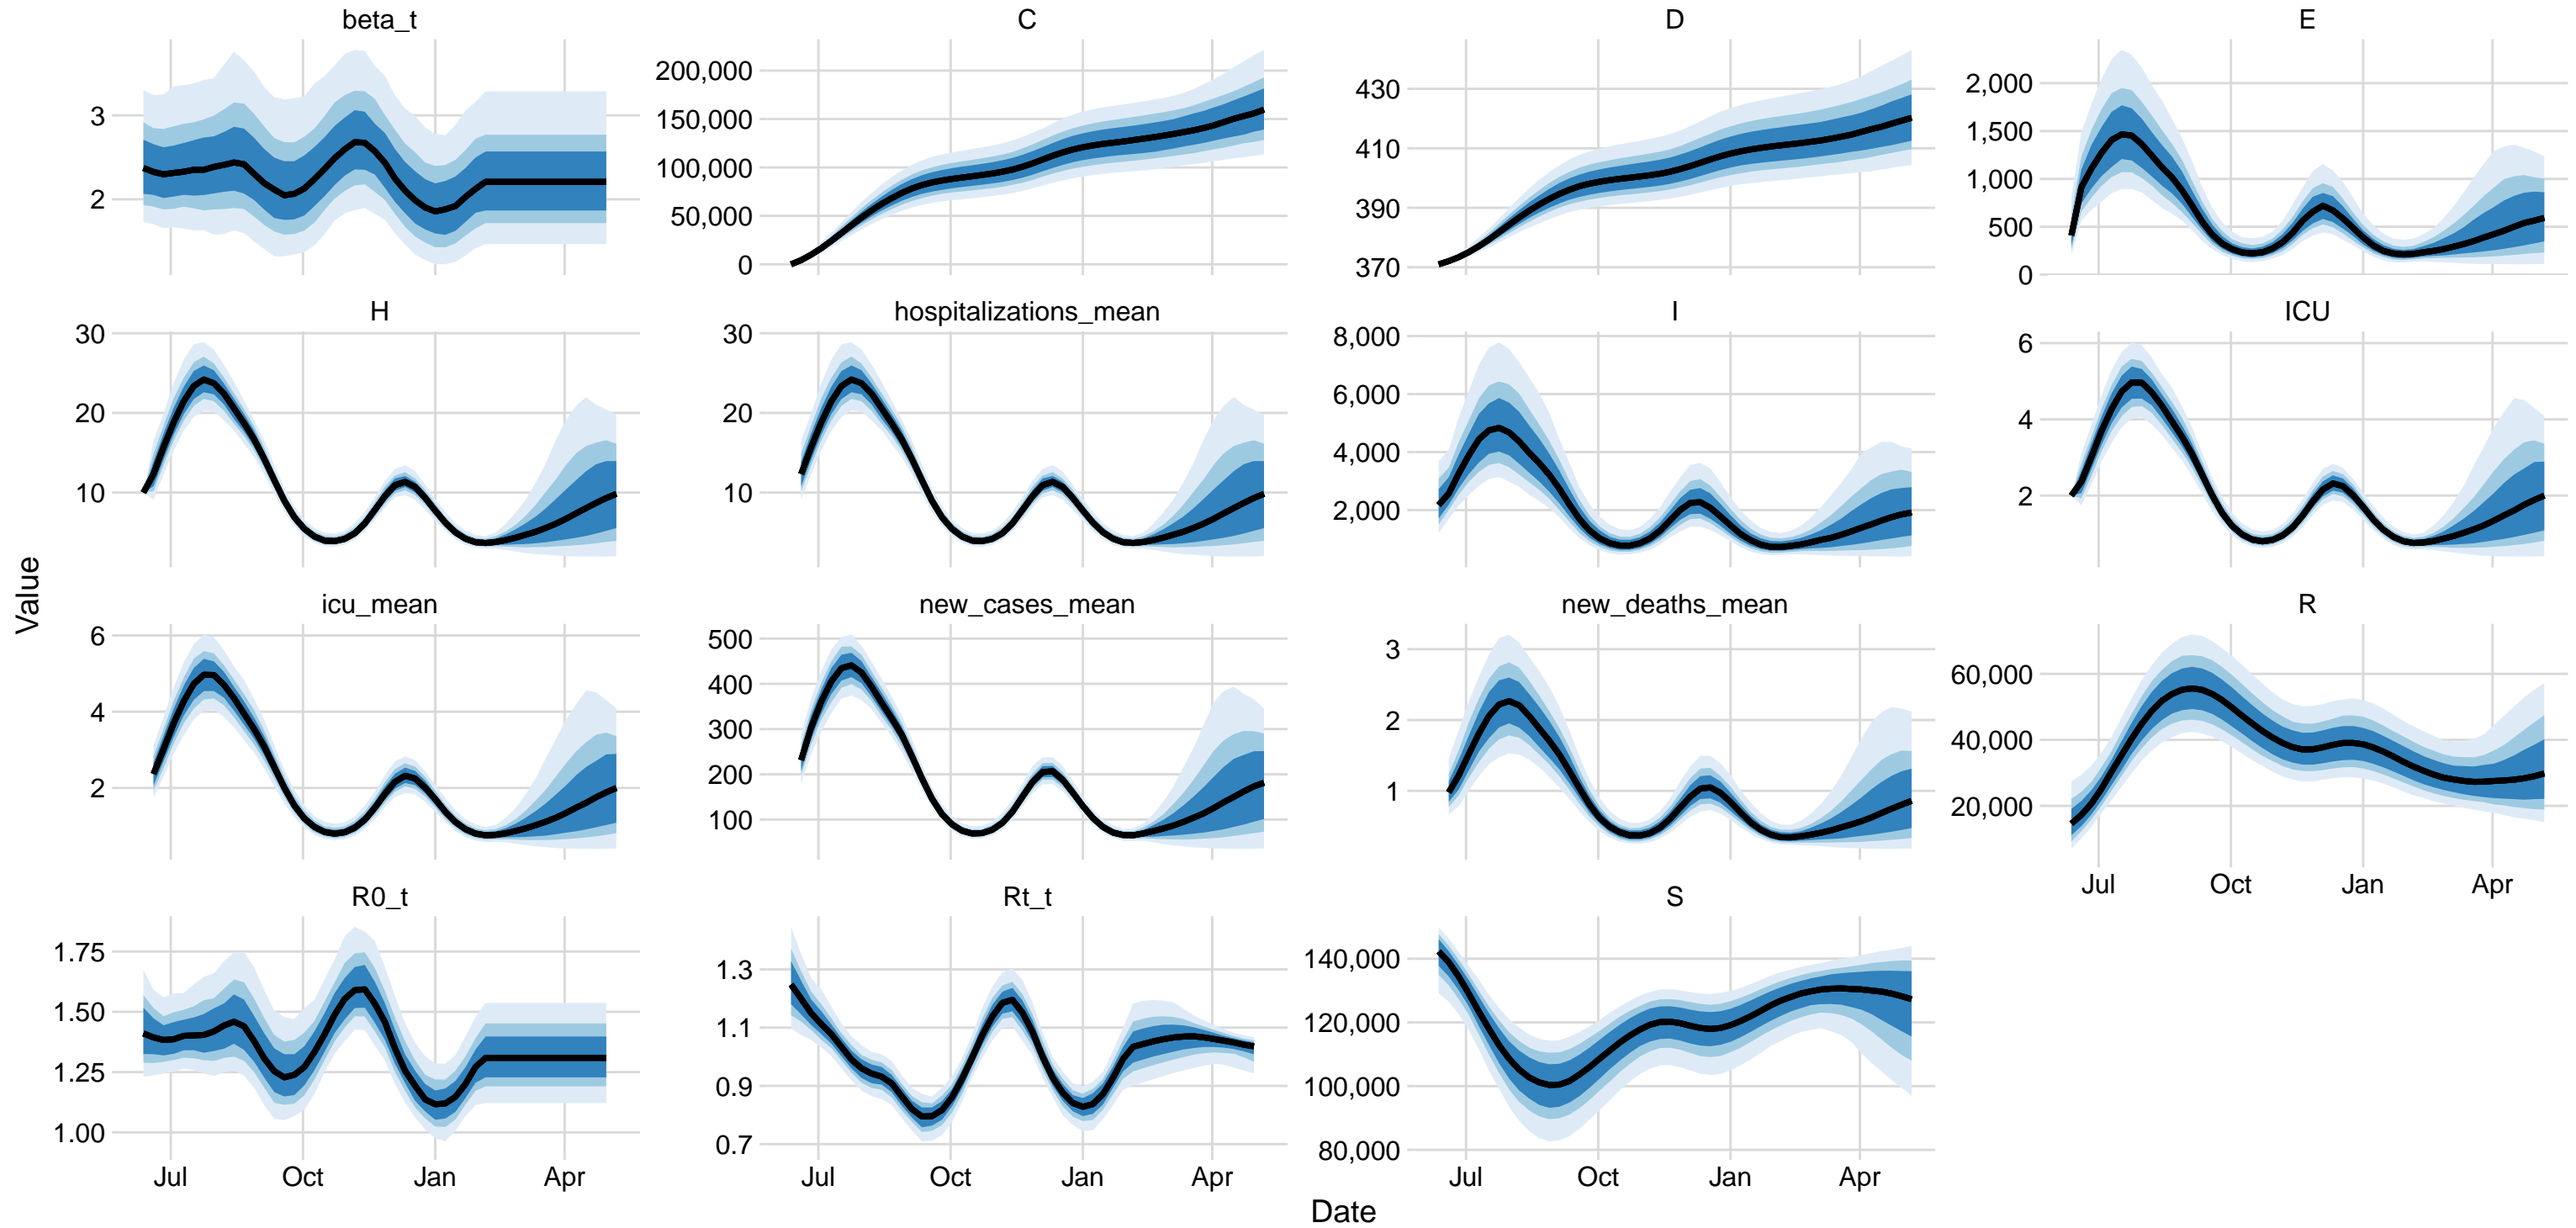 beta_t
C
D
E
3
2
200,000
150,000
100,000
50,000
0
430
410
390
370
2,000
1,500
1,000
500
0
H
hospitalizations_mean
I
ICU
30
20
10
30
20
10
8,000
6,000
4,000
2,000
6
4
2
Value
icu_mean
new_cases_mean
new_deaths_mean
R
6
4
2
500
400
300
200
100
3
2
1
60,000
40,000
20,000
Jul Oct Jan Apr
R0_t
Rt_t
S
1.75
1.50
1.25
1.00
1.3
1.1
0.9
0.7
140,000
120,000
100,000
80,000
Jul Oct Jan Apr
Jul Oct Jan Apr
Jul Oct Jan Apr
Date